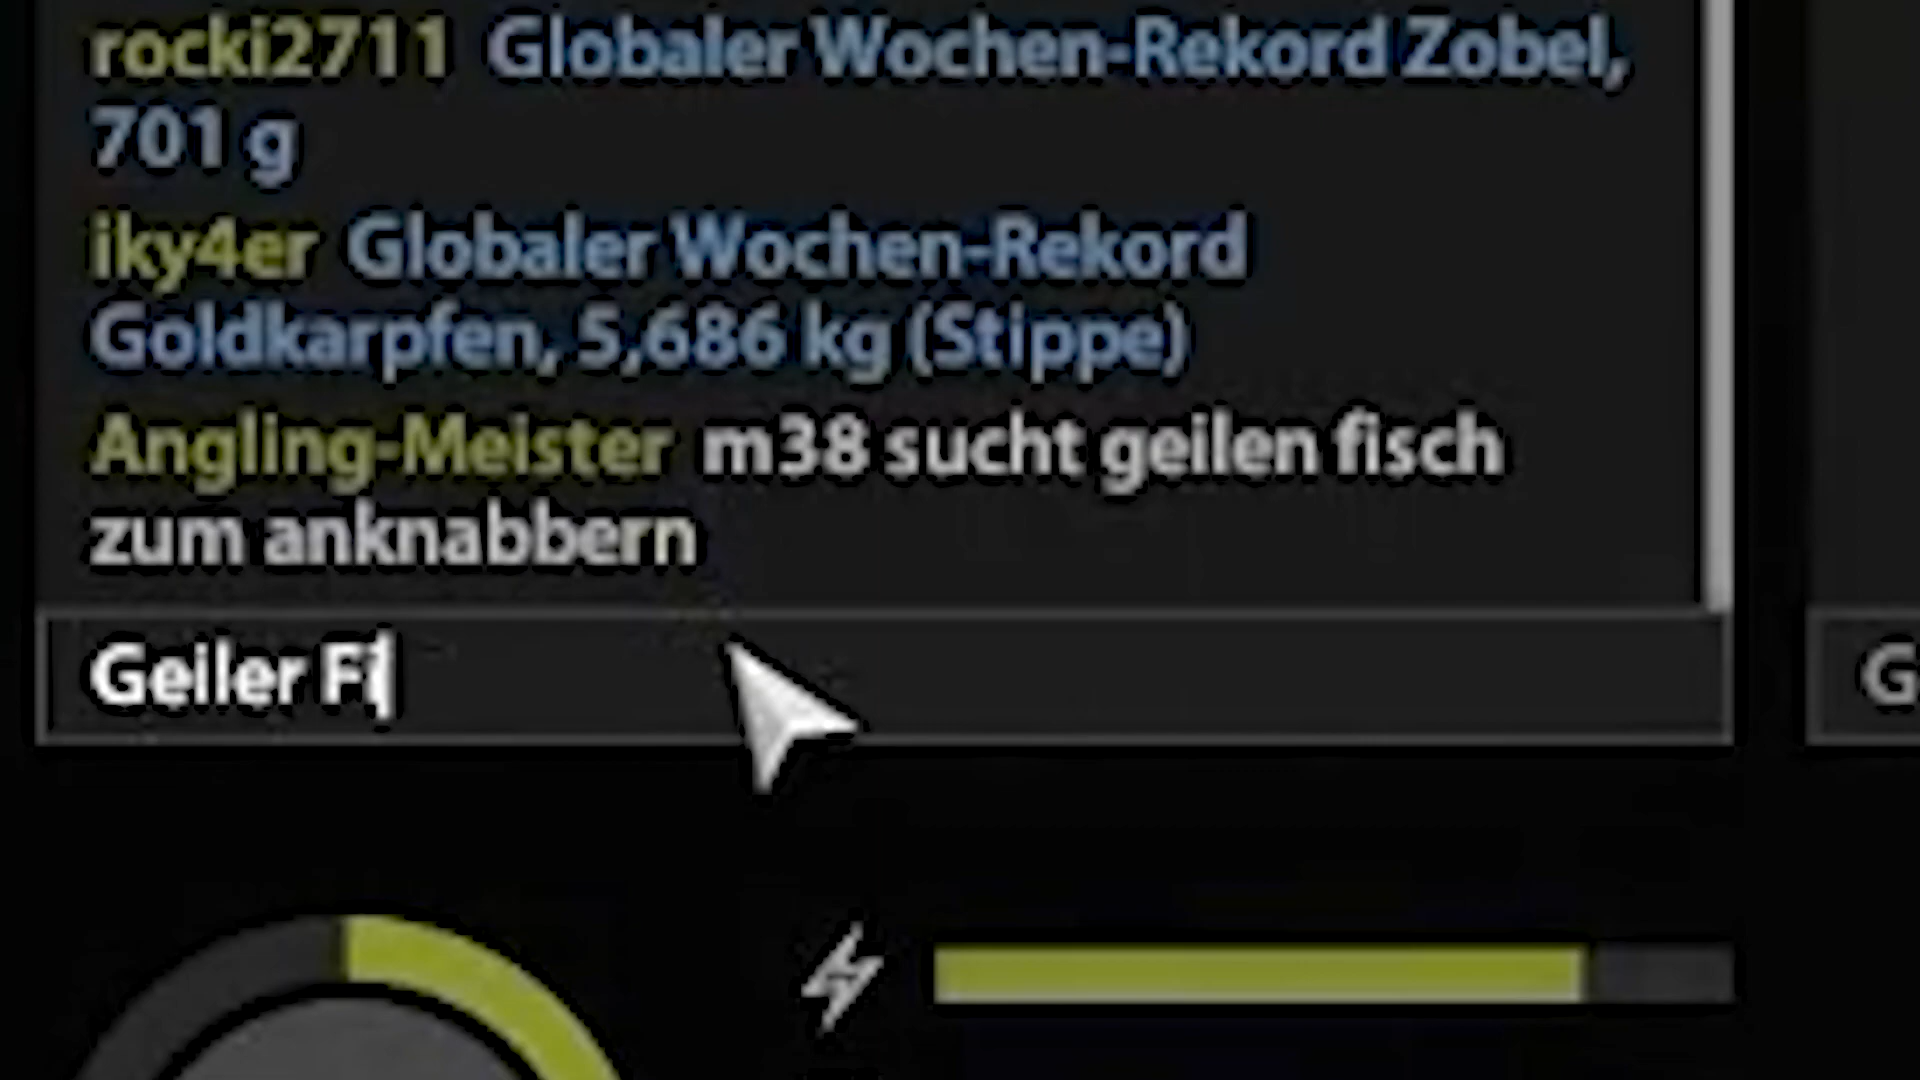 rocki2711 Globaler Wochen-Rekord Zobel,
701 g
iky4er Globaler Wochen-Rekord
Goldkarpfen, 5,686 kg (Stippe)
Angling-Meister m38 sucht geilen fisch
zum anknabbern
Geiler Fi
G